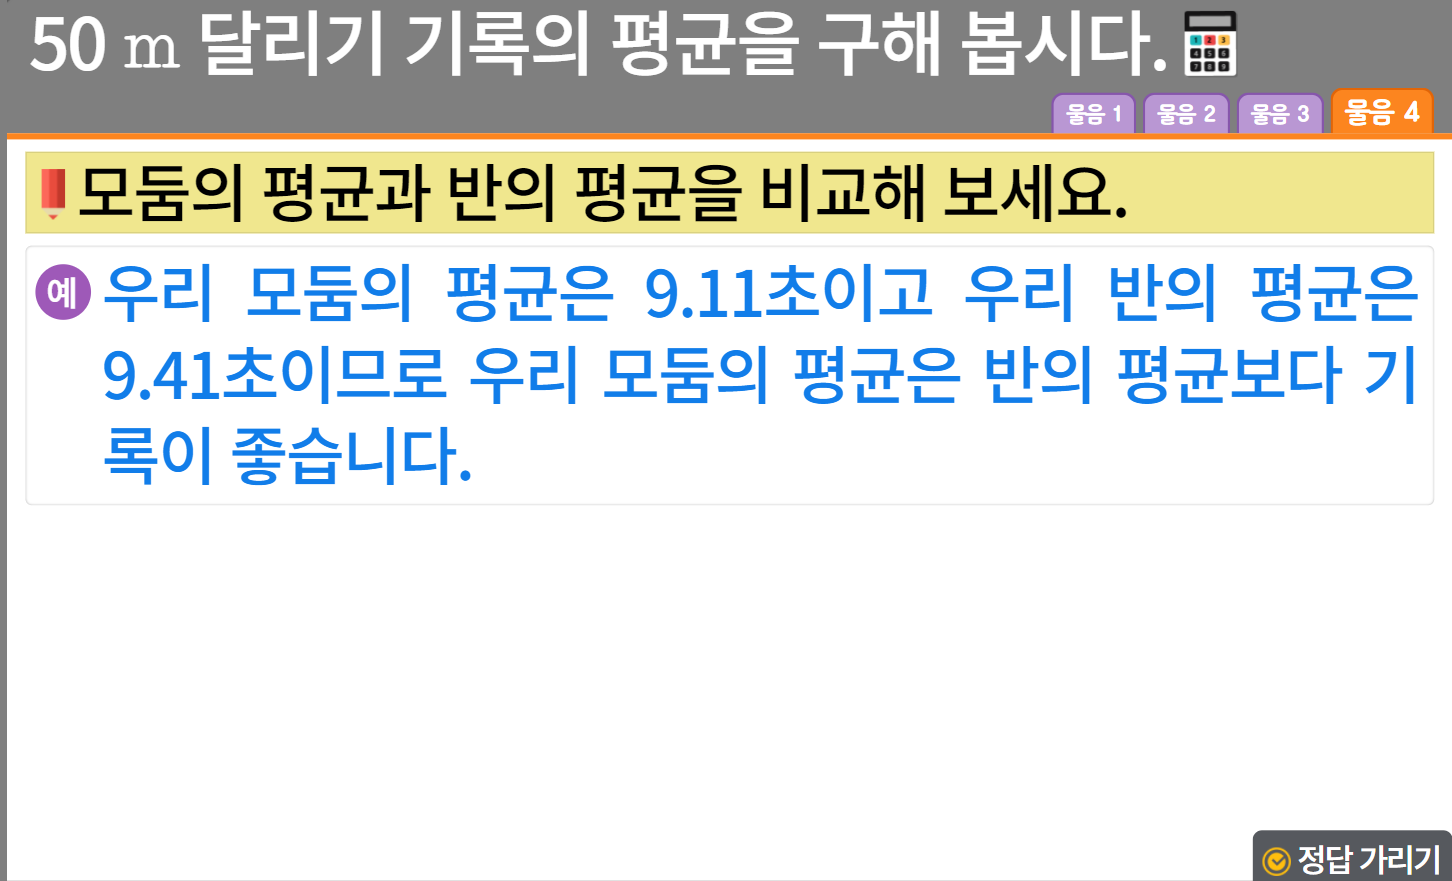 50 m 달리기 기록의 평균을 구해 봅시다.
물음 1 물음 2 물음 3 물음 4
모둠의 평균과 반의 평균을 비교해 보세요.
예 우리 모둠의 평균은 9.11초이고 우리 반의 평균은
9.41초이므로 우리 모둠의 평균은 반의 평균보다 기
록이 좋습니다.
정답 가리기